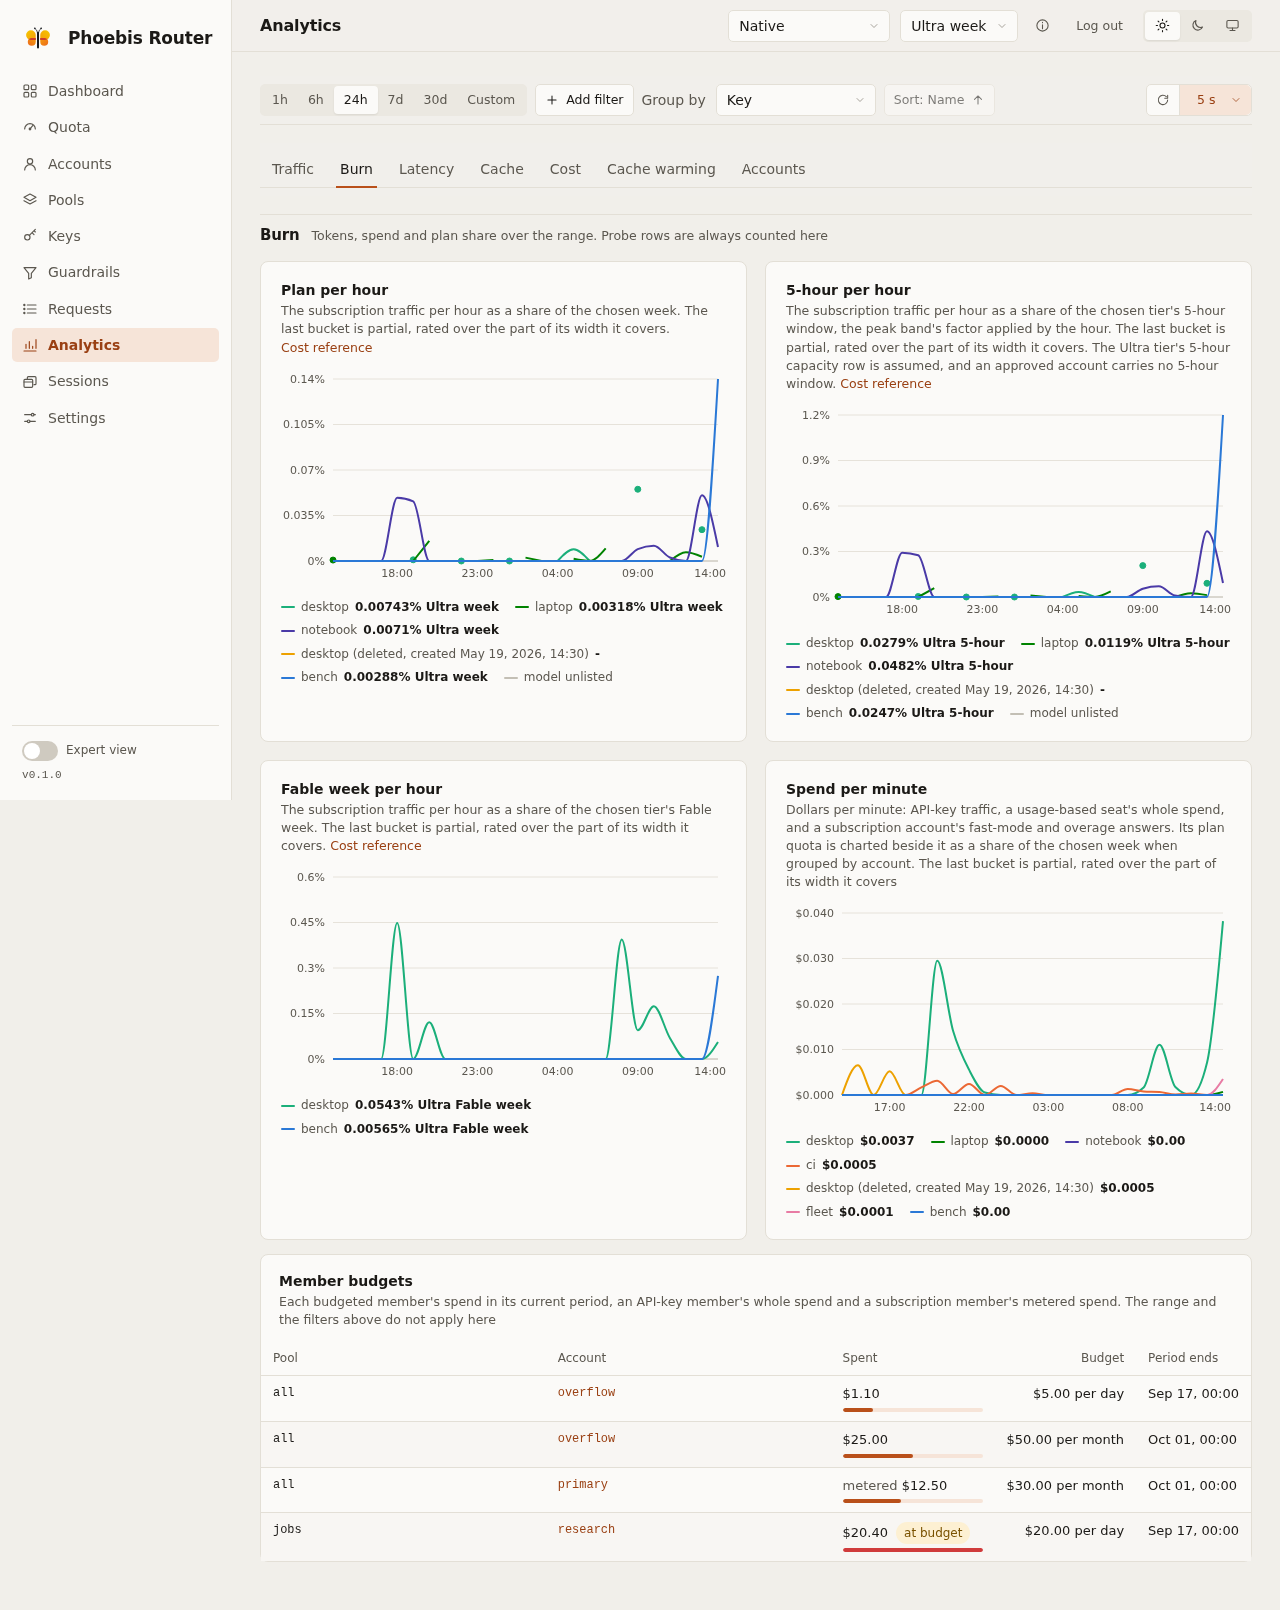 Phoebis Router
Dashboard
Quota
Accounts
Pools
Keys
Guardrails
Requests
Analytics
Sessions
Settings
Expert view
v0.1.0
Analytics
Native
Ultra week
Log out
1h 6h 24h 7d 30d Custom
Add filter
Group by
Key
Sort: Name
5 s
Traffic Burn Latency Cache Cost Cache warming Accounts
Burn Tokens, spend and plan share over the range. Probe rows are always counted here
Plan per hour
The subscription traffic per hour as a share of the chosen week. The
last bucket is partial, rated over the part of its width it covers.
Cost reference
0.14%
0.105%
0.07%
0.035%
0%
18:00 23:00 04:00 09:00 14:00
desktop 0.00743% Ultra week laptop 0.00318% Ultra week
notebook 0.0071% Ultra week
desktop (deleted, created May 19, 2026, 14:30) -
bench 0.00288% Ultra week model unlisted
5-hour per hour
The subscription traffic per hour as a share of the chosen tier's 5-hour
window, the peak band's factor applied by the hour. The last bucket is
partial, rated over the part of its width it covers. The Ultra tier's 5-hour
capacity row is assumed, and an approved account carries no 5-hour
window. Cost reference
1.2%
0.9%
0.6%
0.3%
0%
18:00 23:00 04:00 09:00 14:00
desktop 0.0279% Ultra 5-hour laptop 0.0119% Ultra 5-hour
notebook 0.0482% Ultra 5-hour
desktop (deleted, created May 19, 2026, 14:30) -
bench 0.0247% Ultra 5-hour model unlisted
Fable week per hour
The subscription traffic per hour as a share of the chosen tier's Fable
week. The last bucket is partial, rated over the part of its width it
covers. Cost reference
0.6%
0.45%
0.3%
0.15%
0%
18:00 23:00 04:00 09:00 14:00
desktop 0.0543% Ultra Fable week
bench 0.00565% Ultra Fable week
Spend per minute
Dollars per minute: API-key traffic, a usage-based seat's whole spend,
and a subscription account's fast-mode and overage answers. Its plan
quota is charted beside it as a share of the chosen week when
grouped by account. The last bucket is partial, rated over the part of
its width it covers
$0.040
$0.030
$0.020
$0.010
$0.000
17:00 22:00 03:00 08:00 14:00
desktop $0.0037 laptop $0.0000 notebook $0.00
ci $0.0005
desktop (deleted, created May 19, 2026, 14:30) $0.0005
fleet $0.0001 bench $0.00
Member budgets
Each budgeted member's spend in its current period, an API-key member's whole spend and a subscription member's metered spend. The range and
the filters above do not apply here
Pool Account Spent Budget Period ends
all overflow $1.10 $5.00 per day Sep 17, 00:00
all overflow $25.00 $50.00 per month Oct 01, 00:00
all primary metered $12.50 $30.00 per month Oct 01, 00:00
jobs research $20.40 at budget $20.00 per day Sep 17, 00:00